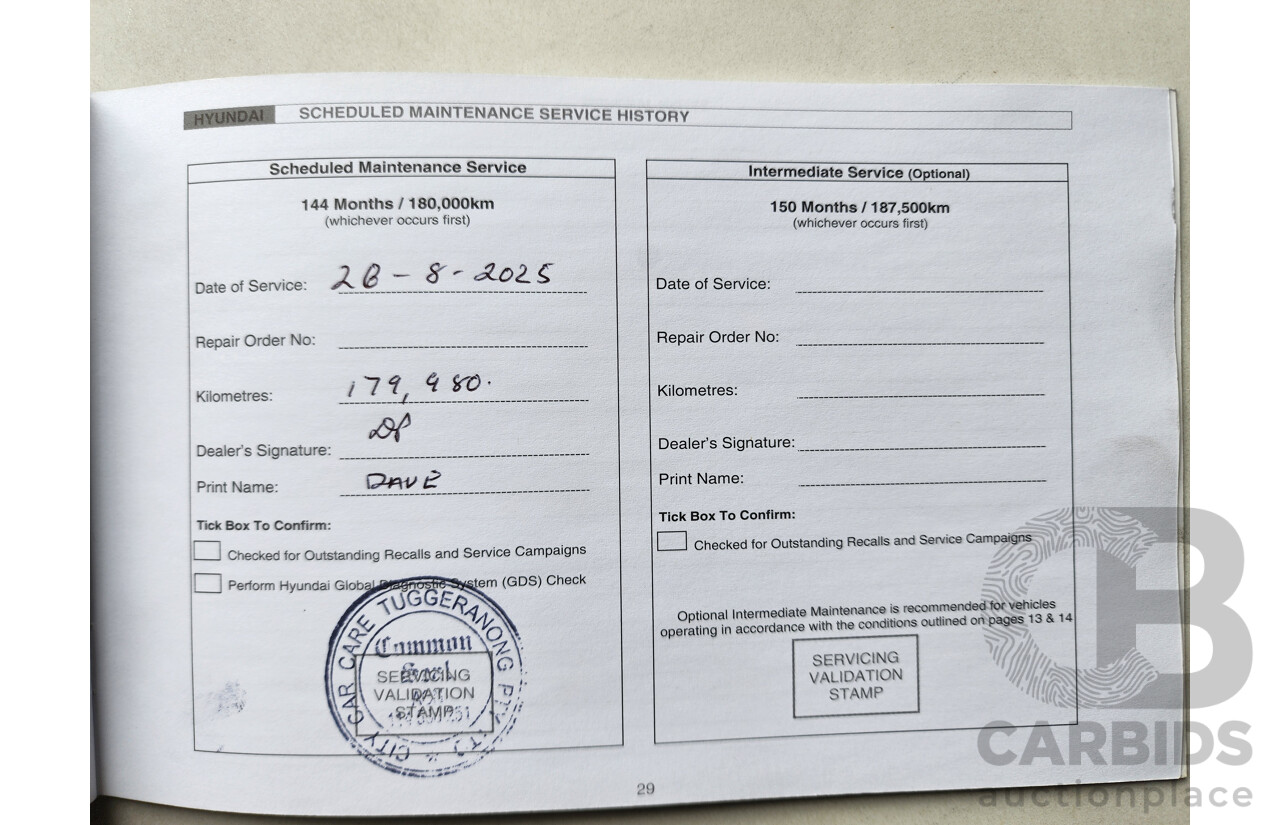 HYUNDAI SCHEDULED MAINTENANCE SERVICE HISTORY
Scheduled Maintenance Service
144 Months / 180,000km
(whichever occurs first)
Date of Service: 28 - 8 - 2025
Repair Order No:
Kilometres: 179,980.
Dealer's Signature: DP
Print Name: DAVE
Tick Box To Confirm:
Checked for Outstanding Recalls and Service Campaigns
Perform Hyundai Global Diagnostic System (GDS) Check
CITY CAR CARE TUGGERANONG PTY
Common
Seal
SERVICING
VALIDATION
STAMP
Intermediate Service (Optional)
150 Months / 187,500km
(whichever occurs first)
Date of Service:
Repair Order No:
Kilometres:
Dealer's Signature:
Print Name:
Tick Box To Confirm:
Checked for Outstanding Recalls and Service Campaigns
Optional Intermediate Maintenance is recommended for vehicles
operating in accordance with the conditions outlined on pages 13 & 14
SERVICING
VALIDATION
STAMP
29
CB
CARBIDS
auctionplace